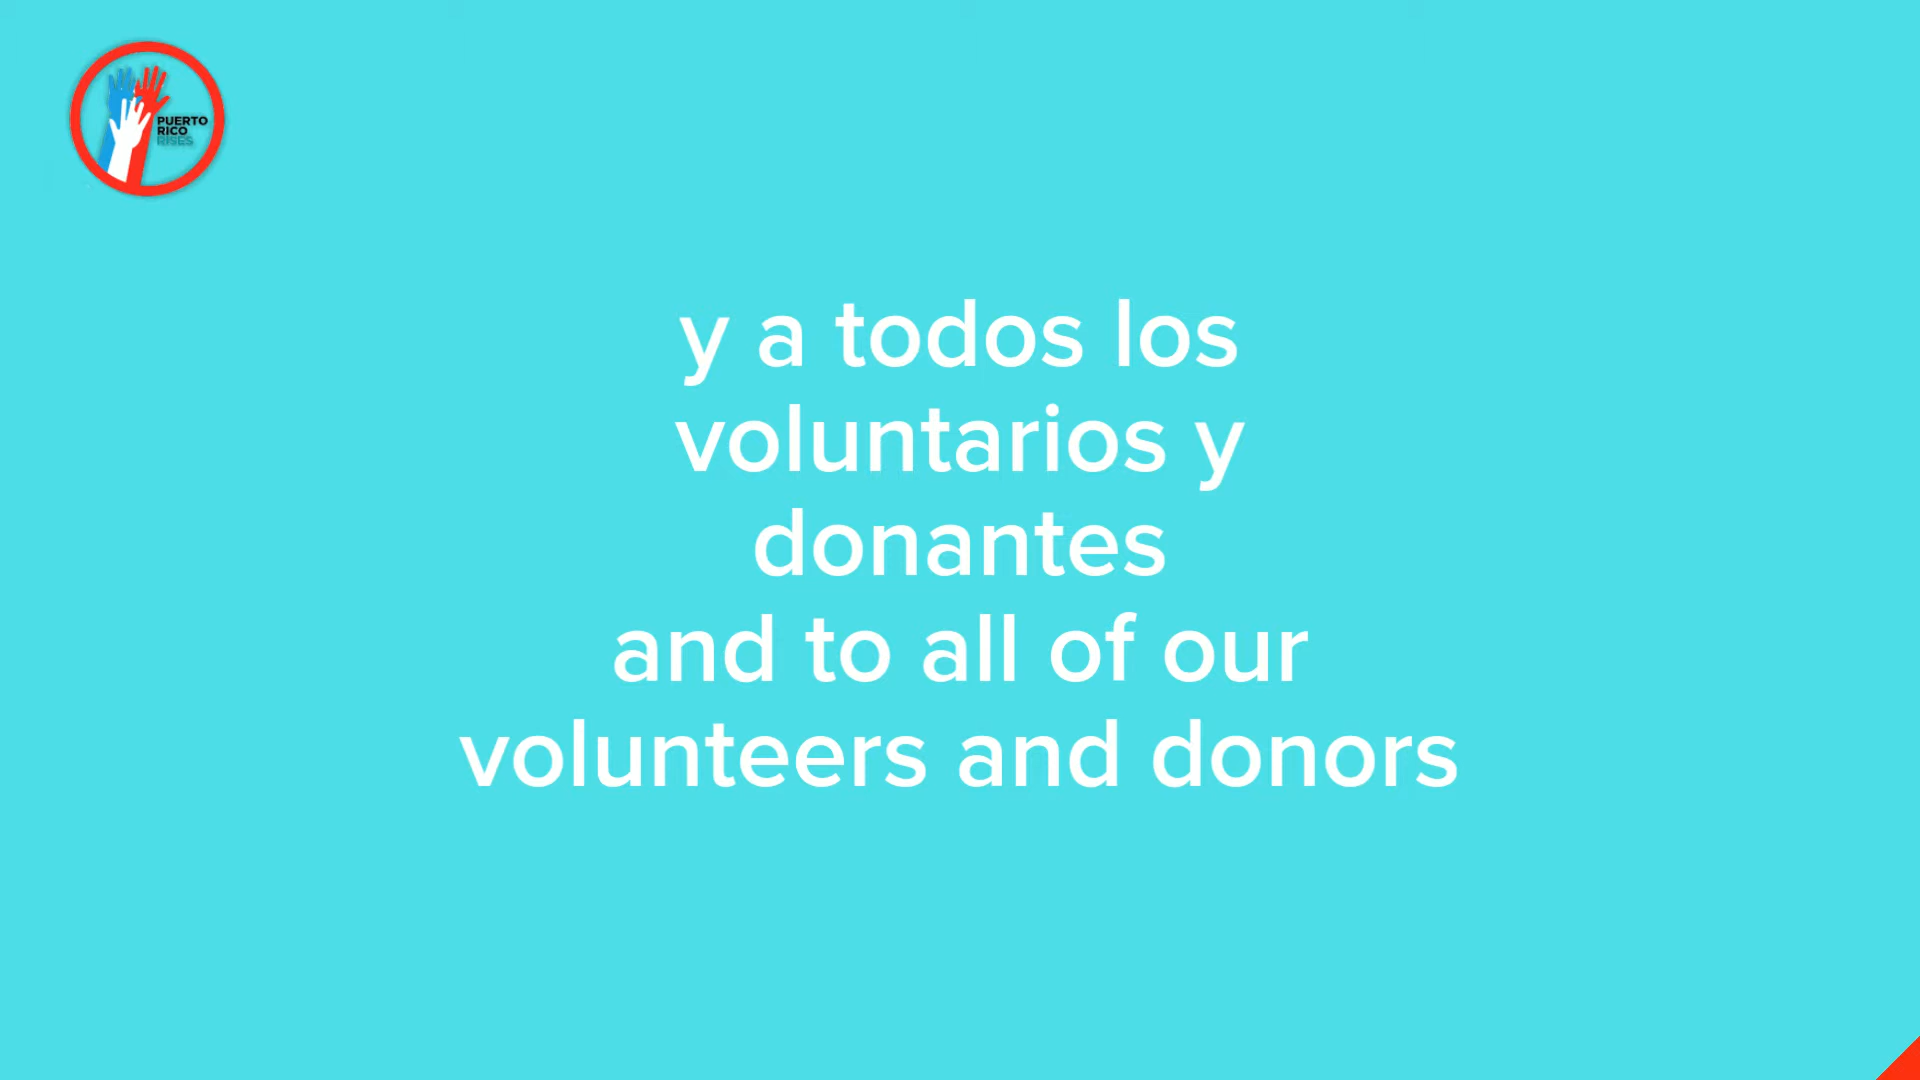 PUERTO
RICO
RISES
y a todos los
voluntarios y
donantes
and to all of our
volunteers and donors